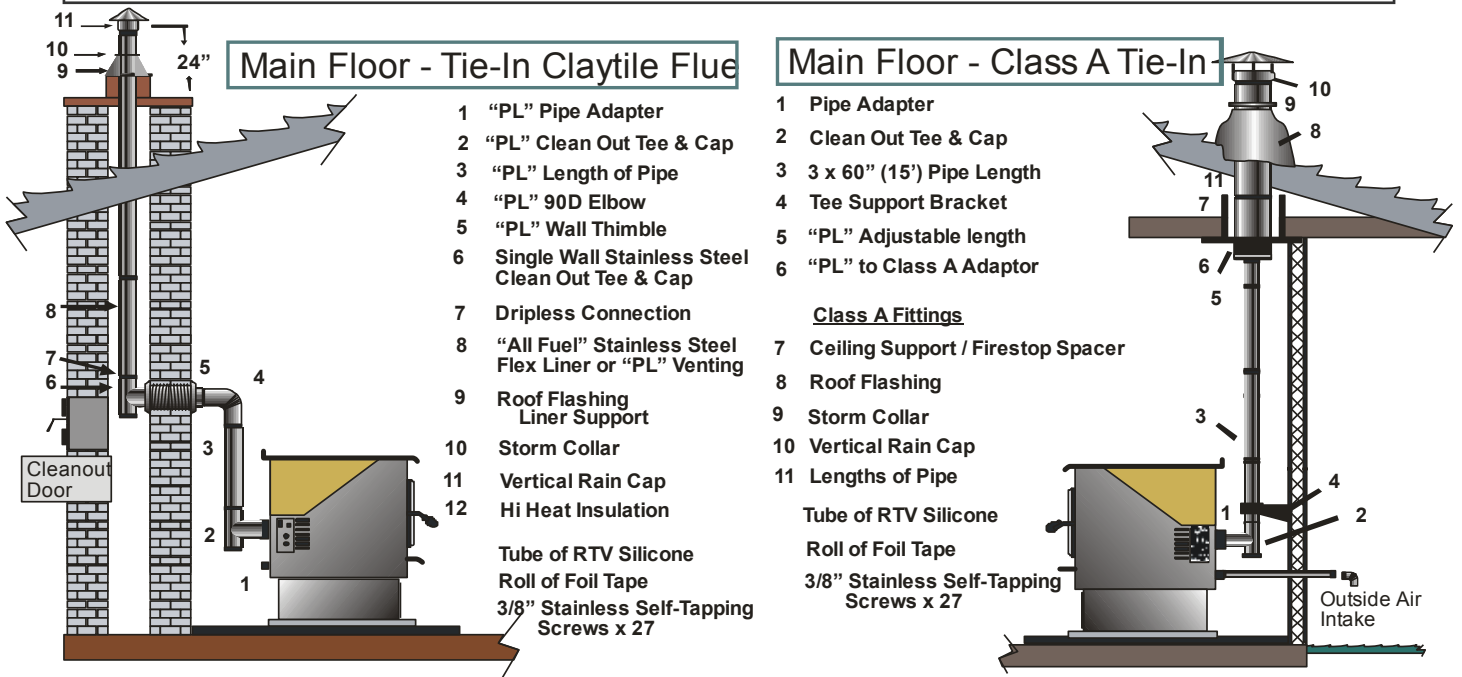 Main Floor - Tie-In Claytile Flue
11
10
9
24”
8
7
6
5
4
3
2
1
Cleanout
Door
1 “PL” Pipe Adapter
2 “PL” Clean Out Tee & Cap
3 “PL” Length of Pipe
4 “PL” 90D Elbow
5 “PL” Wall Thimble
6 Single Wall Stainless Steel
Clean Out Tee & Cap
7 Dripless Connection
8 “All Fuel” Stainless Steel
Flex Liner or “PL” Venting
9 Roof Flashing
Liner Support
10 Storm Collar
11 Vertical Rain Cap
12 Hi Heat Insulation
Tube of RTV Silicone
Roll of Foil Tape
3/8” Stainless Self-Tapping
Screws x 27
Main Floor - Class A Tie-In
1 Pipe Adapter
2 Clean Out Tee & Cap
3 3 x 60” (15’) Pipe Length
4 Tee Support Bracket
5 “PL” Adjustable length
6 “PL” to Class A Adaptor
Class A Fittings
7 Ceiling Support / Firestop Spacer
8 Roof Flashing
9 Storm Collar
10 Vertical Rain Cap
11 Lengths of Pipe
Tube of RTV Silicone
Roll of Foil Tape
3/8” Stainless Self-Tapping
Screws x 27
10
9
8
11
7
6
5
3
4
1
2
Outside Air
Intake